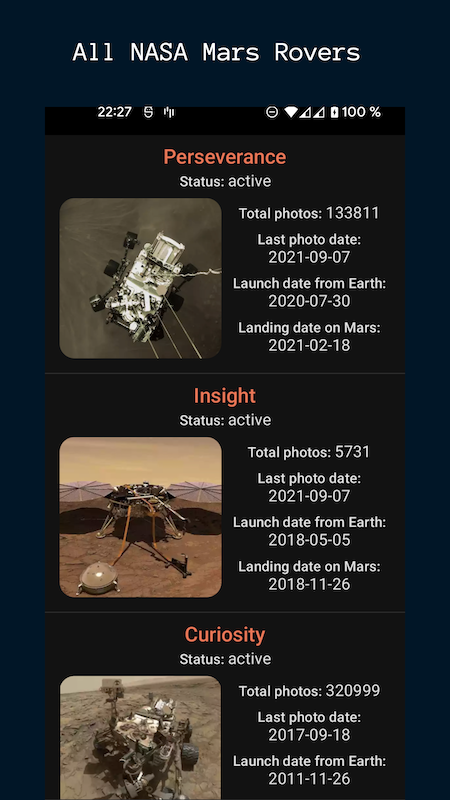 All NASA Mars Rovers
22:27
100 %
Perseverance
Status: active
Total photos: 133811
Last photo date:
2021-09-07
Launch date from Earth:
2020-07-30
Landing date on Mars:
2021-02-18
Insight
Status: active
Total photos: 5731
Last photo date:
2021-09-07
Launch date from Earth:
2018-05-05
Landing date on Mars:
2018-11-26
Curiosity
Status: active
Total photos: 320999
Last photo date:
2017-09-18
Launch date from Earth:
2011-11-26